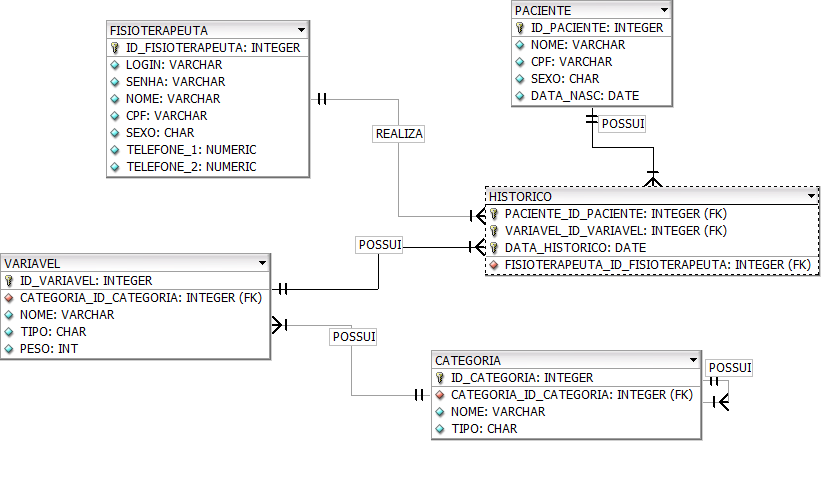 FISIOTERAPEUTA
ID_FISIOTERAPEUTA: INTEGER
LOGIN: VARCHAR
SENHA: VARCHAR
NOME: VARCHAR
CPF: VARCHAR
SEXO: CHAR
TELEFONE_1: NUMERIC
TELEFONE_2: NUMERIC
PACIENTE
ID_PACIENTE: INTEGER
NOME: VARCHAR
CPF: VARCHAR
SEXO: CHAR
DATA_NASC: DATE
POSSUI
REALIZA
HISTORICO
PACIENTE_ID_PACIENTE: INTEGER (FK)
VARIAVEL_ID_VARIAVEL: INTEGER (FK)
DATA_HISTORICO: DATE
FISIOTERAPEUTA_ID_FISIOTERAPEUTA: INTEGER (FK)
POSSUI
VARIAVEL
ID_VARIAVEL: INTEGER
CATEGORIA_ID_CATEGORIA: INTEGER (FK)
NOME: VARCHAR
TIPO: CHAR
PESO: INT
POSSUI
CATEGORIA
ID_CATEGORIA: INTEGER
CATEGORIA_ID_CATEGORIA: INTEGER (FK)
NOME: VARCHAR
TIPO: CHAR
POSSUI